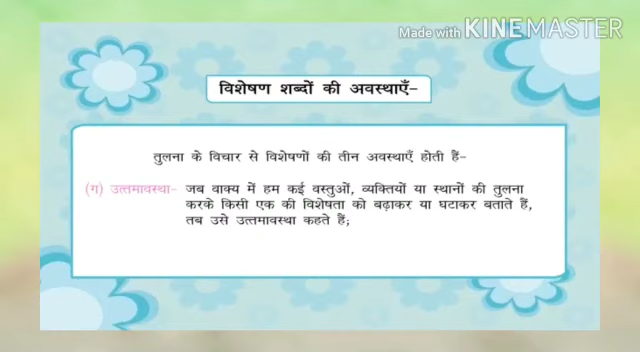 Made with KINEMASTER
विशेषण शब्दों की अवस्थाएँ-
तुलना के विचार से विशेषणों की तीन अवस्थाएँ होती हैं-
(ग) उत्तमावस्था- जब वाक्य में हम कई वस्तुओं, व्यक्तियों या स्थानों की तुलना
करके किसी एक की विशेषता को बढ़ाकर या घटाकर बताते हैं,
तब उसे उत्तमावस्था कहते हैं;